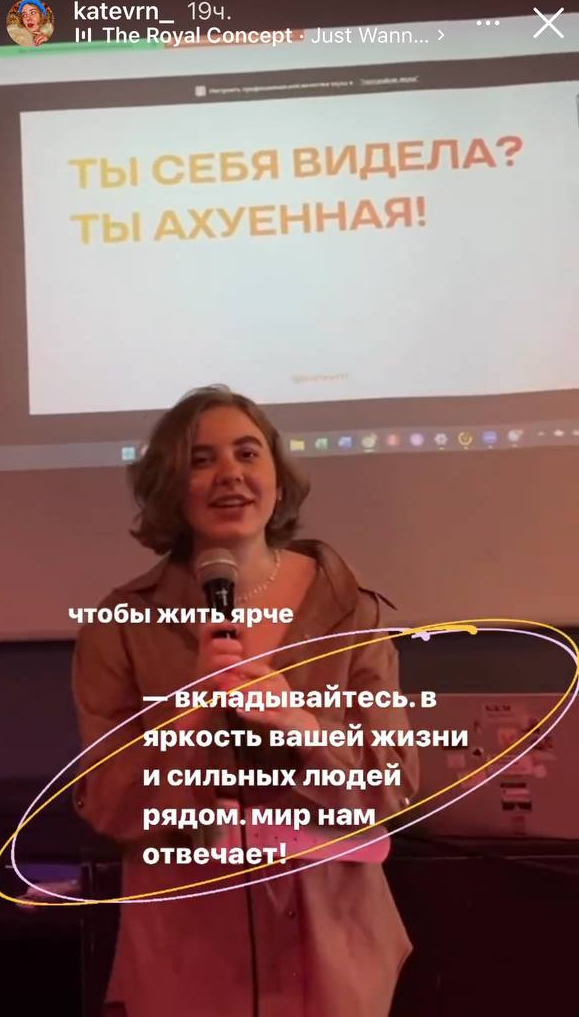 katevrn_ 19ч.
The Royal Concept · Just Wann... >
ТЫ СЕБЯ ВИДЕЛА?
ТЫ АХУЕННАЯ!
чтобы жить ярче
— вкладывайтесь. в
яркость вашей жизни
и сильных людей
рядом. мир нам
отвечает!